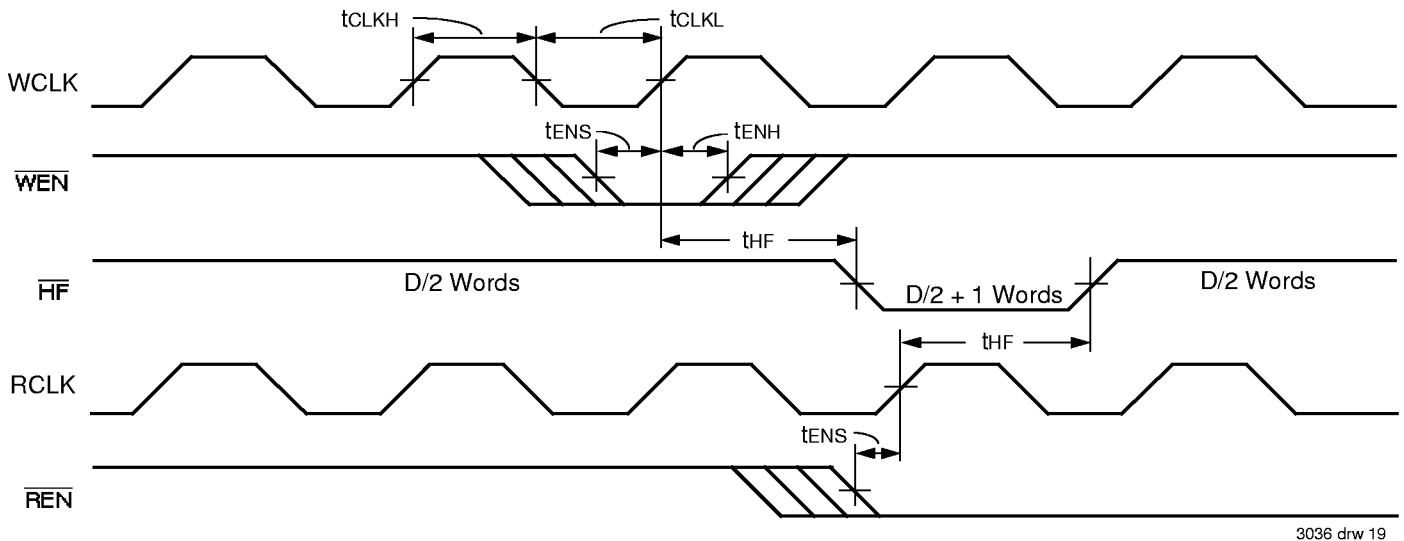 tCLKH
tCLKL
WCLK
tENS
tENH
WEN
tHF
HF
D/2 Words
D/2 + 1 Words
D/2 Words
tHF
RCLK
tENS
REN
3036 drw 19